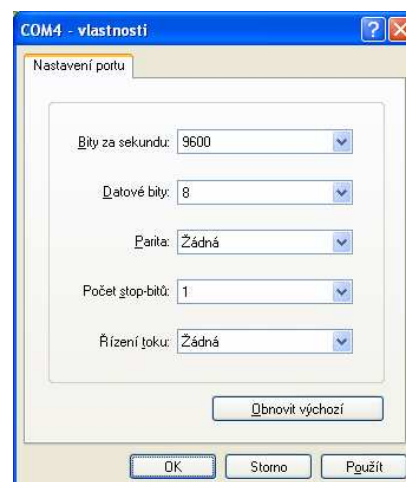 COM4 - vlastnosti
Nastavení portu
Bity za sekundu: 9600
Datové bity: 8
Parita: Žádná
Počet stop-bitů: 1
Řízení toku: Žádná
Obnovit výchozí
OK Storno Použít